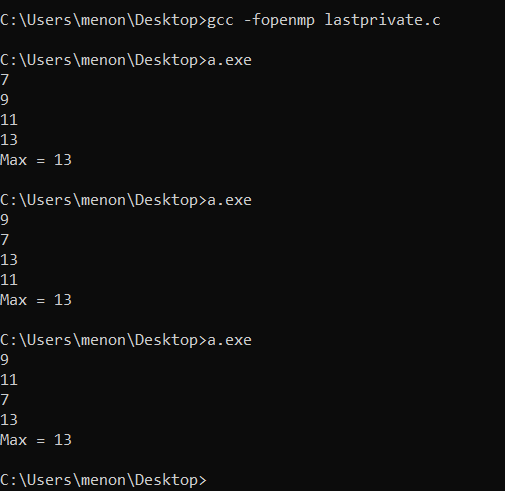 C:\Users\menon\Desktop>gcc -fopenmp lastprivate.c
C:\Users\menon\Desktop>a.exe
7
9
11
13
Max = 13
C:\Users\menon\Desktop>a.exe
9
7
13
11
Max = 13
C:\Users\menon\Desktop>a.exe
9
11
7
13
Max = 13
C:\Users\menon\Desktop>